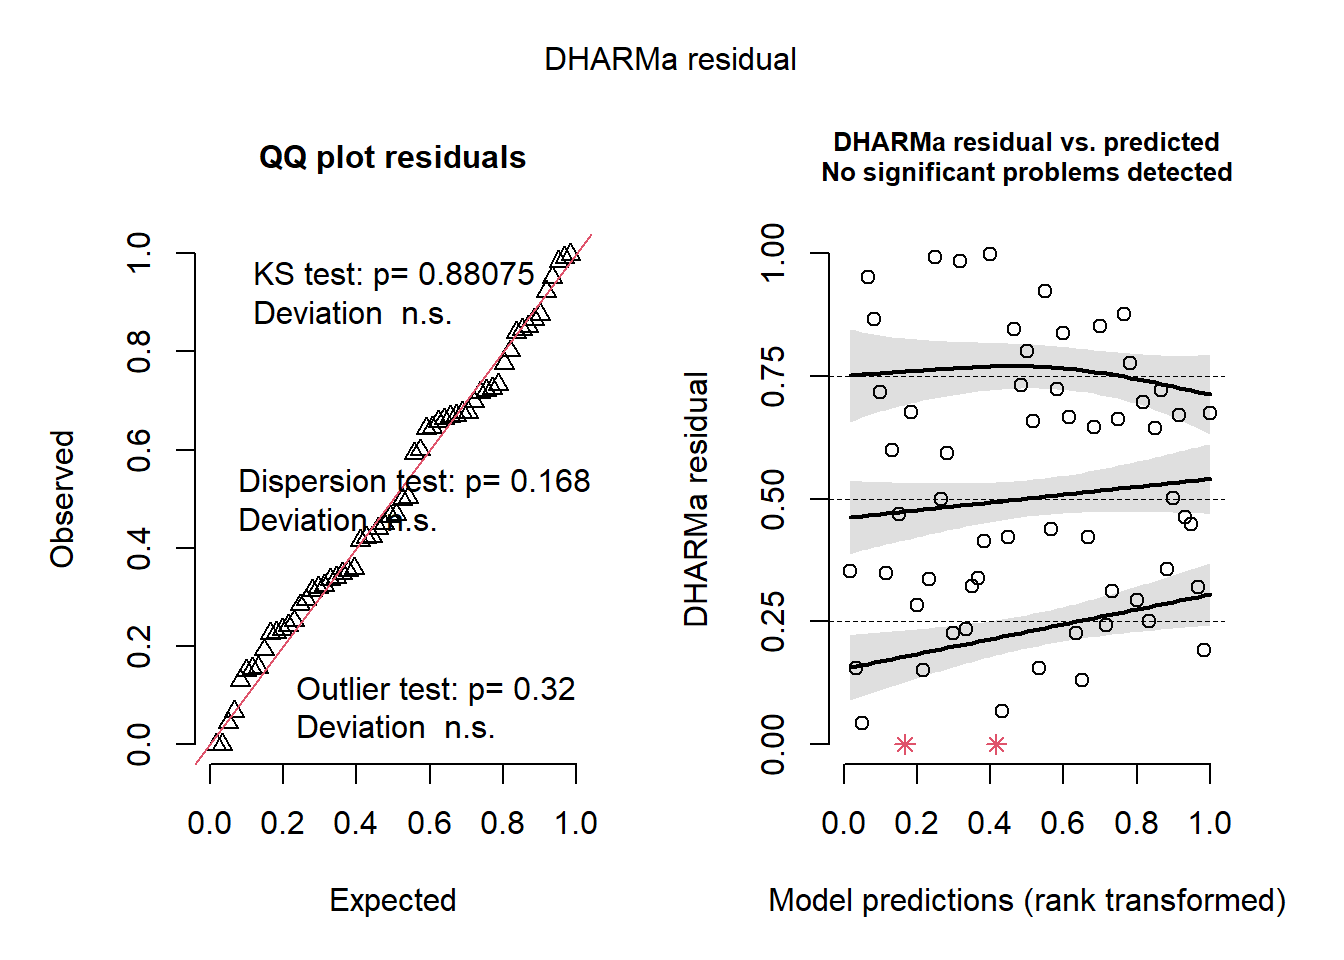 DHARMa residual
QQ plot residuals
KS test: p= 0.88075
Deviation  n.s.
Dispersion test: p= 0.168
Deviation  n.s.
Outlier test: p= 0.32
Deviation  n.s.
Observed
0.0 0.2 0.4 0.6 0.8 1.0
0.0 0.2 0.4 0.6 0.8 1.0
Expected
DHARMa residual vs. predicted
No significant problems detected
DHARMa residual
0.00 0.25 0.50 0.75 1.00
0.0 0.2 0.4 0.6 0.8 1.0
Model predictions (rank transformed)